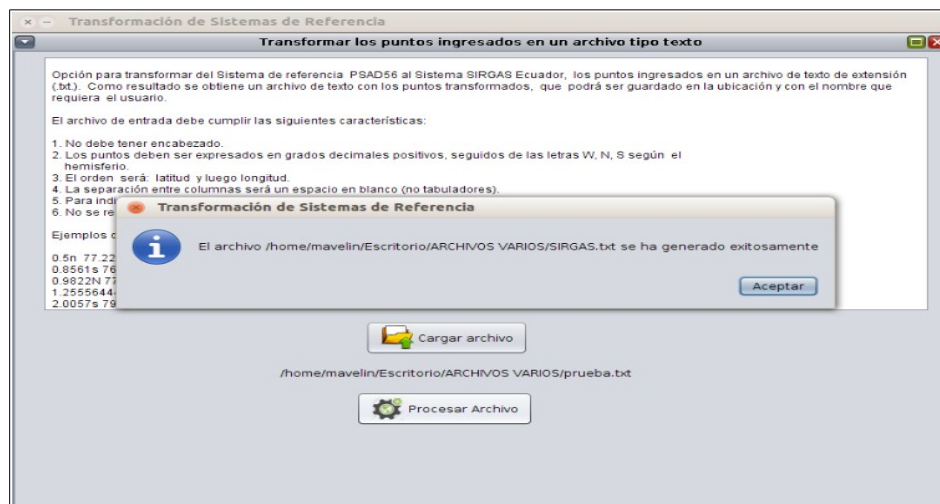 Transformación de Sistemas de Referencia
Transformar los puntos ingresados en un archivo tipo texto
Opción para transformar del Sistema de referencia PSAD56 al Sistema SIRGAS Ecuador, los puntos ingresados en un archivo de texto de extensión
(.txt.). Como resultado se obtiene un archivo de texto con los puntos transformados, que podrá ser guardado en la ubicación y con el nombre que
requiera el usuario.
El archivo de entrada debe cumplir las siguientes características:
1. No debe tener encabezado.
2. Los puntos deben ser expresados en grados decimales positivos, seguidos de las letras W, N, S según el
hemisferio.
3. El orden será: latitud y luego longitud.
4. La separación entre columnas será un espacio en blanco (no tabuladores).
5. Para indi
6. No se re
Transformación de Sistemas de Referencia
Ejemplos
El archivo /home/mavelin/Escritorio/ARCHIVOS VARIOS/SIRGAS.txt se ha generado exitosamente
0.5n 77.22
0.8561s 76
0.9822N 77
1.2555644
2.0057s 79
Aceptar
Cargar archivo
/home/mavelin/Escritorio/ARCHIVOS VARIOS/prueba.txt
Procesar Archivo